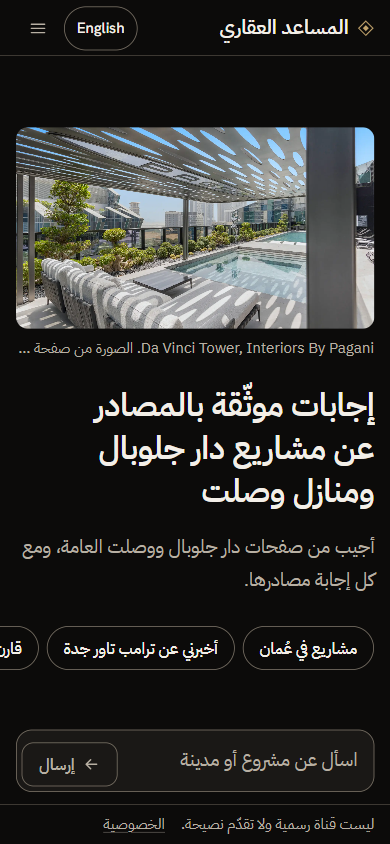 المساعد العقاري
English
Da Vinci Tower, Interiors By Pagani. الصورة من صفحة ...
إجابات موثّقة بالمصادر
عن مشاريع دار جلوبال
ومنازل وصلت
أجيب من صفحات دار جلوبال ووصلت العامة، ومع
كل إجابة مصادرها.
مشاريع في عُمان
أخبرني عن ترامب تاور جدة
قارن
اسأل عن مشروع أو مدينة
إرسال
ليست قناة رسمية ولا تقدّم نصيحة. الخصوصية